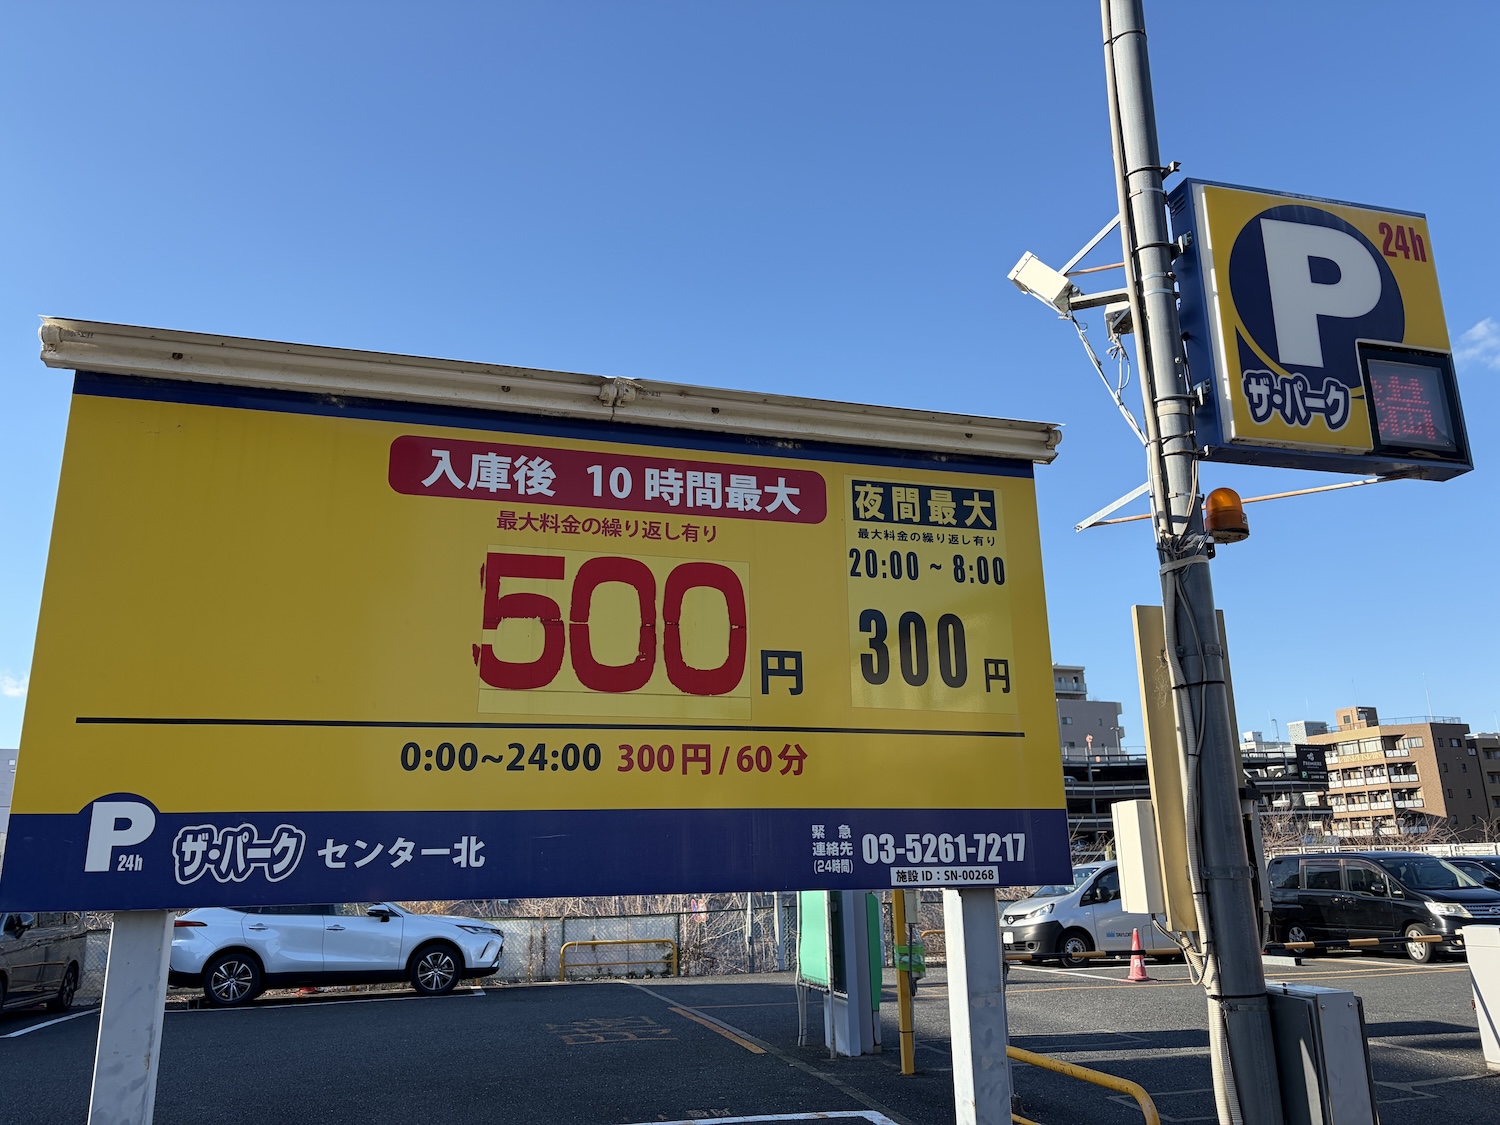 入庫後 10 時間最大
最大料金の繰り返し有り
500円
夜間最大
最大料金の繰り返し有り
20:00 ~ 8:00
300円
0:00~24:00 300円/60分
P 24h
ザ・パーク センター北
緊急
連絡先
(24時間)
03-5261-7217
施設 ID：SN-00268
P
24h
ザ・パーク